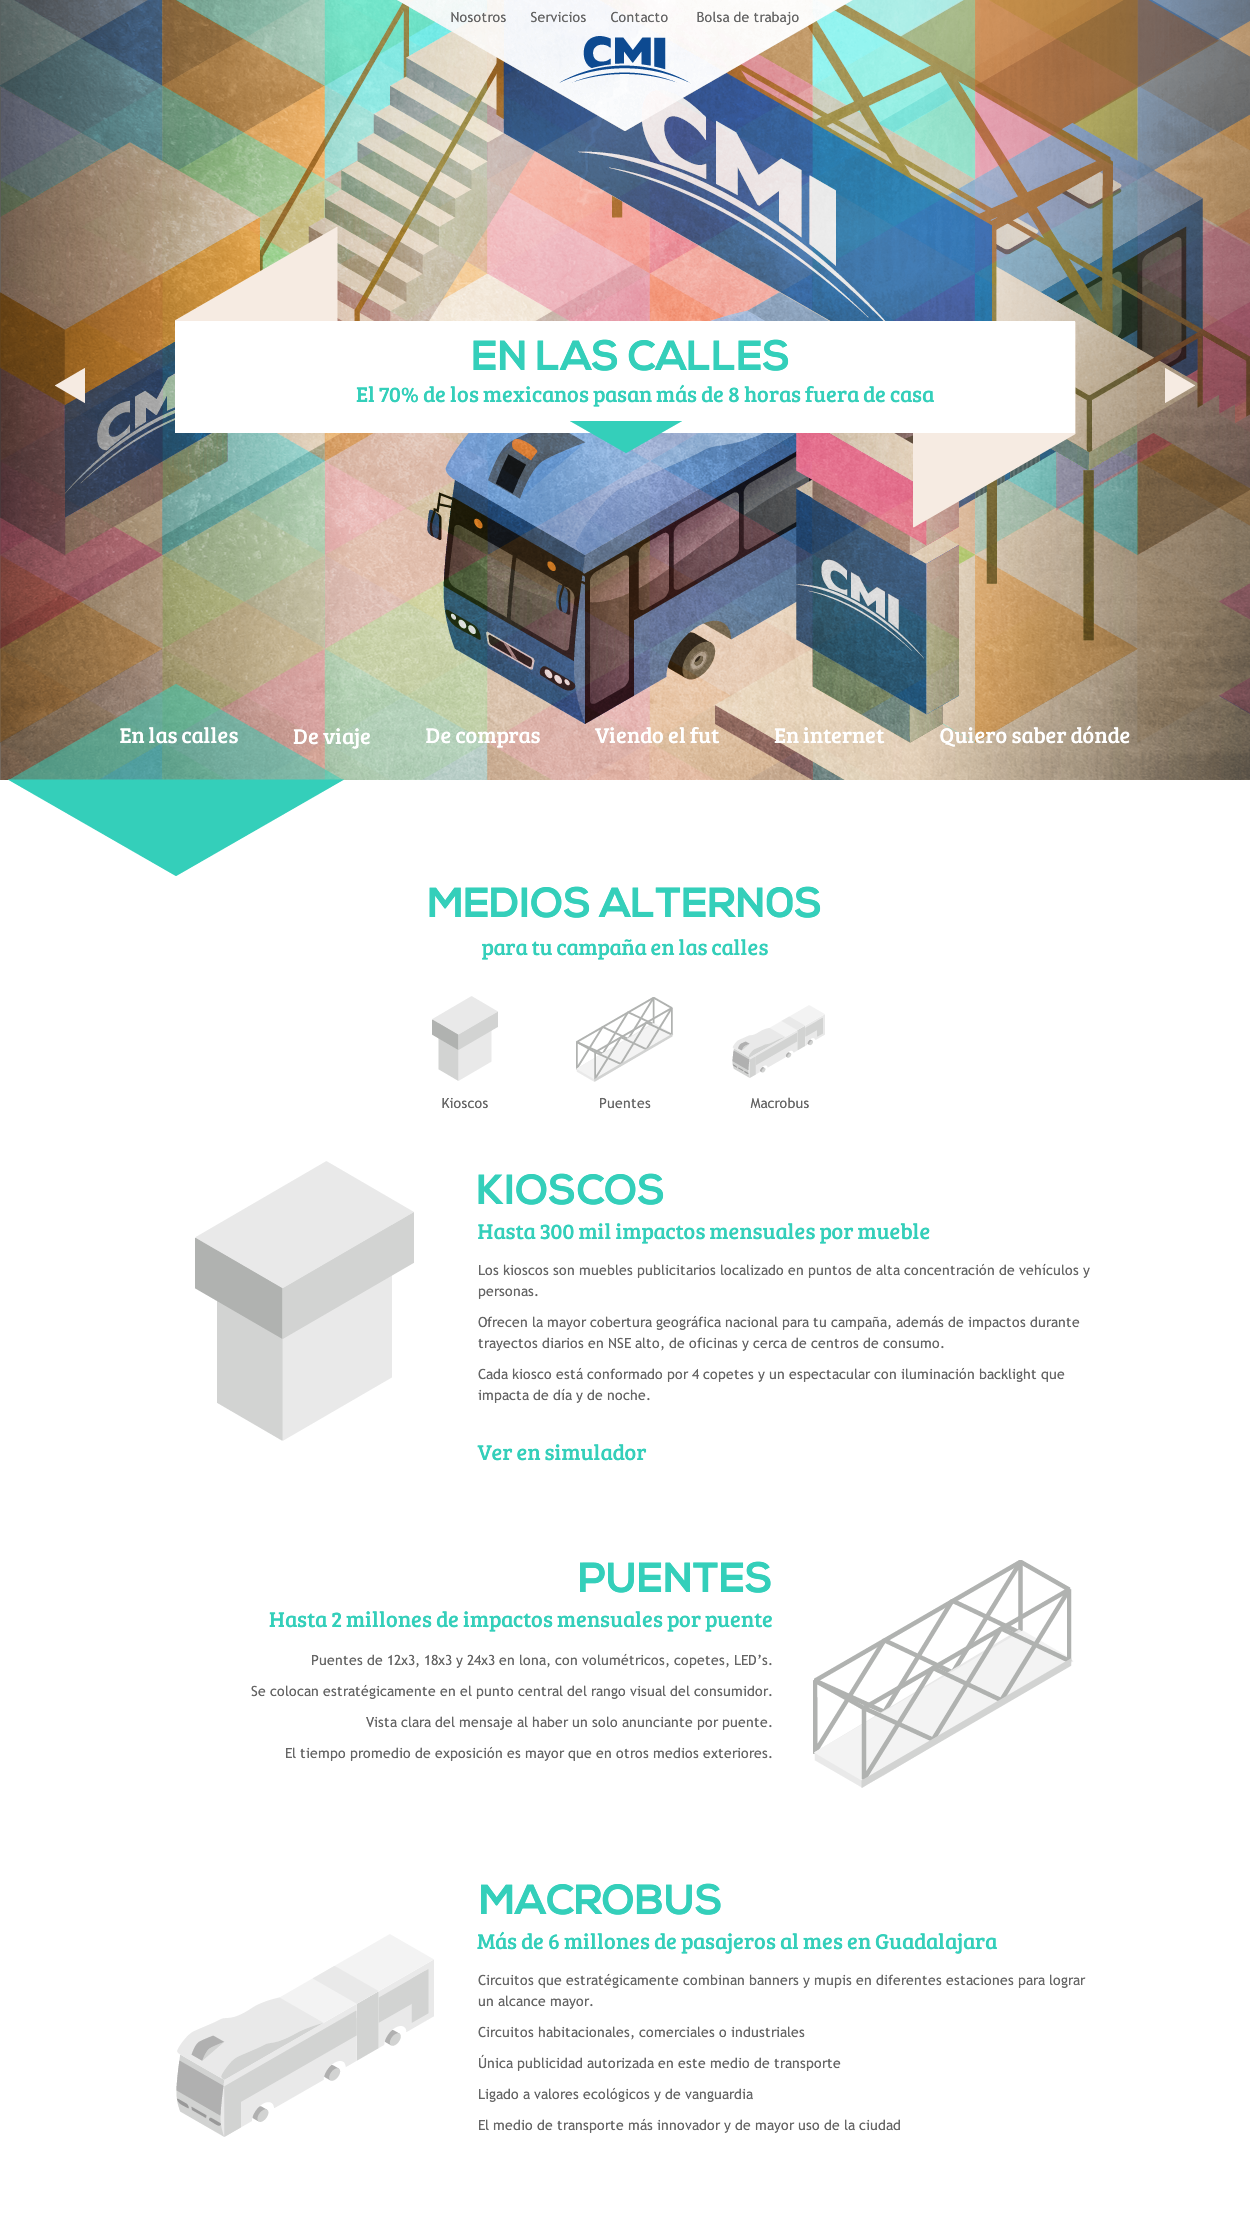 Nosotros Servicios Contacto Bolsa de trabajo
CMI
CMI
CM
EN LAS CALLES
El 70% de los mexicanos pasan más de 8 horas fuera de casa
CMI
En las calles De viaje De compras Viendo el fut En internet Quiero saber dónde
MEDIOS ALTERNOS
para tu campaña en las calles
Kioscos Puentes Macrobus
KIOSCOS
Hasta 300 mil impactos mensuales por mueble
Los kioscos son muebles publicitarios localizado en puntos de alta concentración de vehículos y
personas.
Ofrecen la mayor cobertura geográfica nacional para tu campaña, además de impactos durante
trayectos diarios en NSE alto, de oficinas y cerca de centros de consumo.
Cada kiosco está conformado por 4 copetes y un espectacular con iluminación backlight que
impacta de día y de noche.
Ver en simulador
PUENTES
Hasta 2 millones de impactos mensuales por puente
Puentes de 12x3, 18x3 y 24x3 en lona, con volumétricos, copetes, LED’s.
Se colocan estratégicamente en el punto central del rango visual del consumidor.
Vista clara del mensaje al haber un solo anunciante por puente.
El tiempo promedio de exposición es mayor que en otros medios exteriores.
MACROBUS
Más de 6 millones de pasajeros al mes en Guadalajara
Circuitos que estratégicamente combinan banners y mupis en diferentes estaciones para lograr
un alcance mayor.
Circuitos habitacionales, comerciales o industriales
Única publicidad autorizada en este medio de transporte
Ligado a valores ecológicos y de vanguardia
El medio de transporte más innovador y de mayor uso de la ciudad